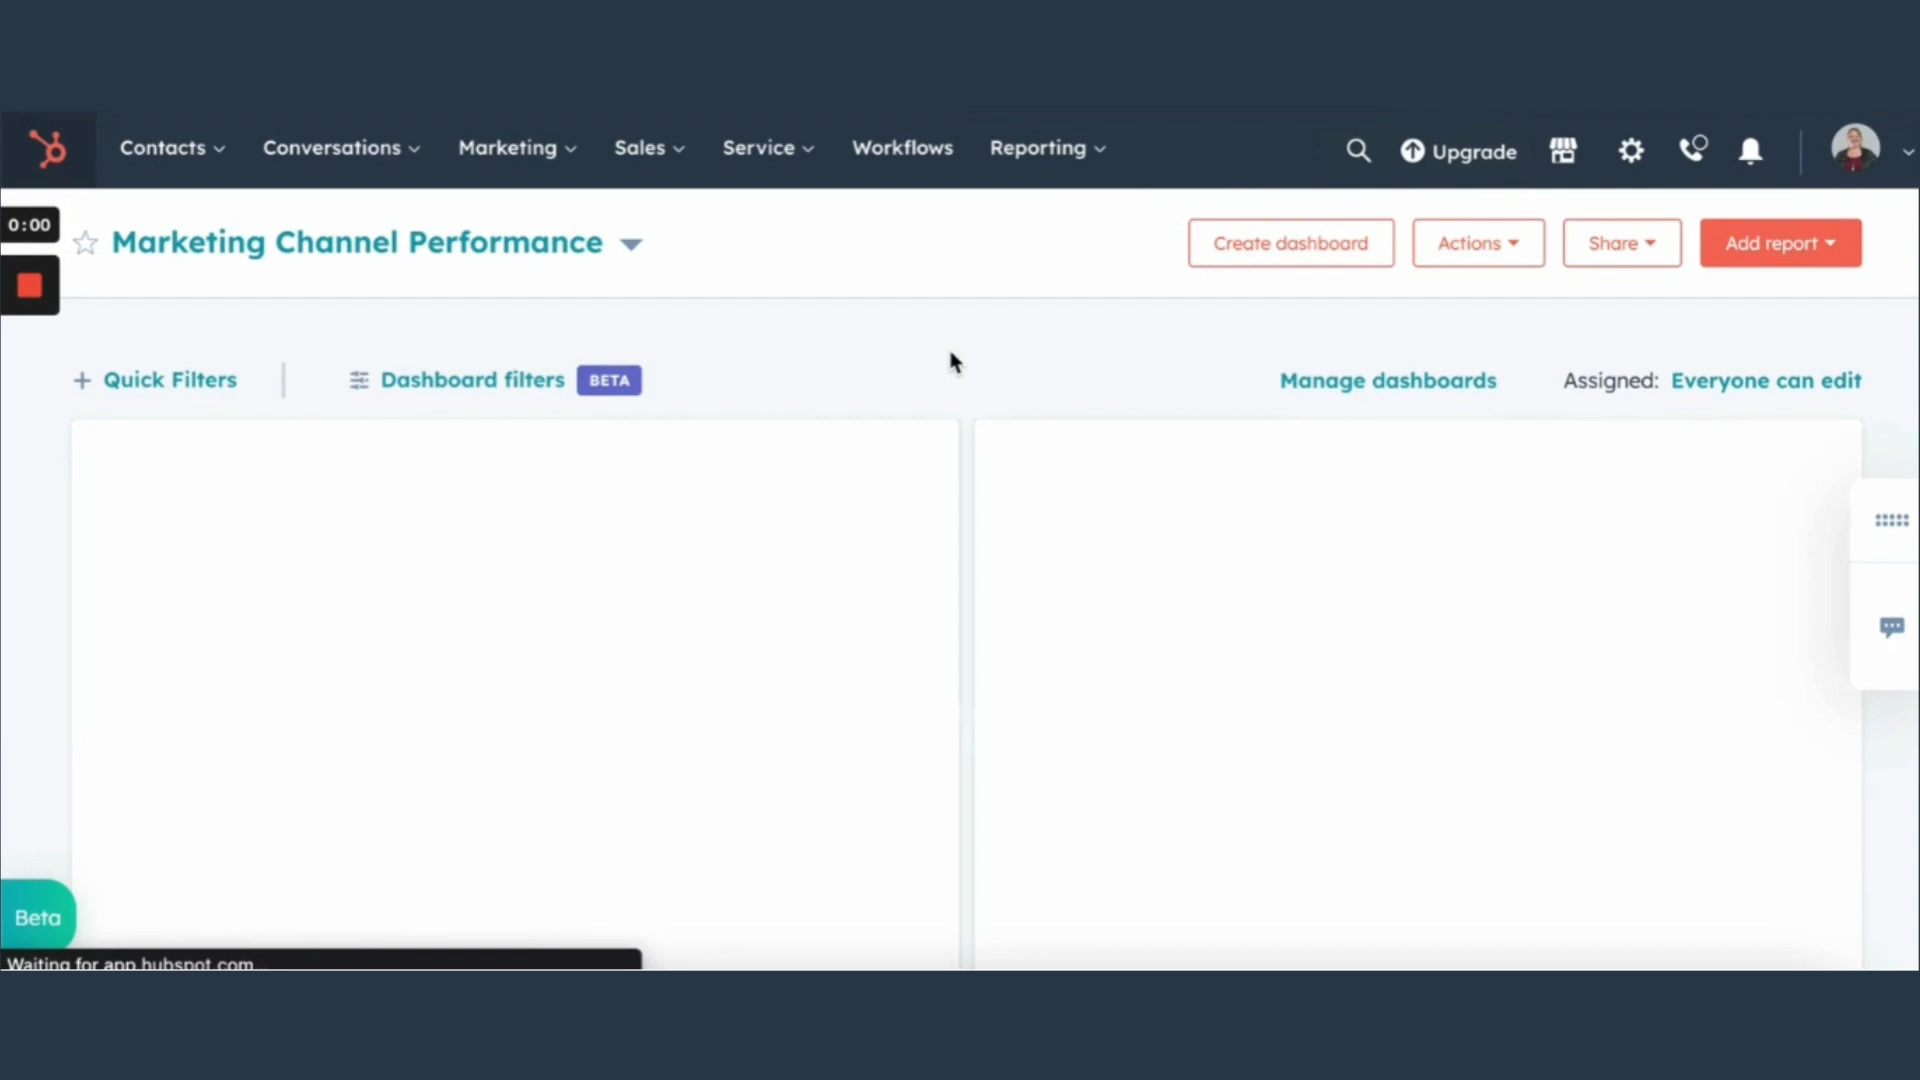 Contacts Conversations Marketing Sales Service Workflows Reporting Upgrade
0:00
Marketing Channel Performance Create dashboard Actions Share Add report
+ Quick Filters Dashboard filters BETA Manage dashboards Assigned: Everyone can edit
Beta
Waiting for app.hubspot.com...